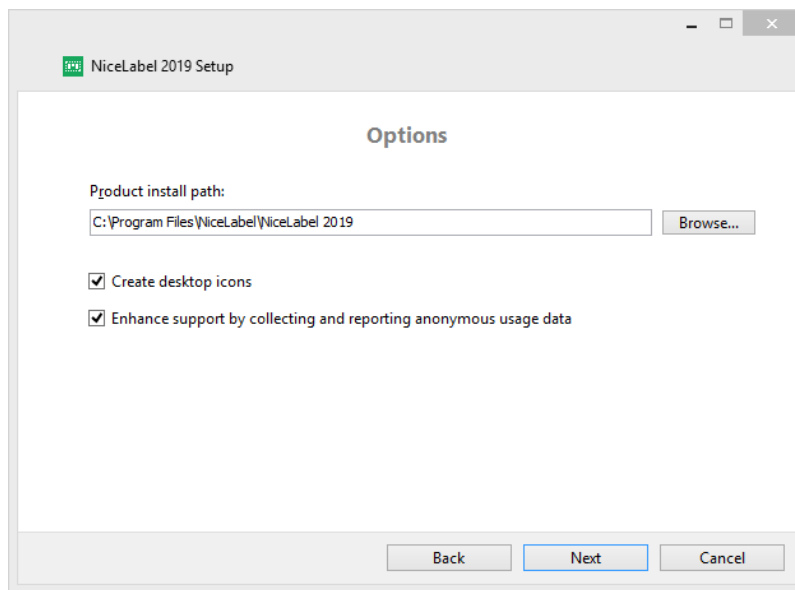 NiceLabel 2019 Setup
Options
Product install path:
C:\Program Files\NiceLabel\NiceLabel 2019
Browse...
Create desktop icons
Enhance support by collecting and reporting anonymous usage data
Back Next Cancel